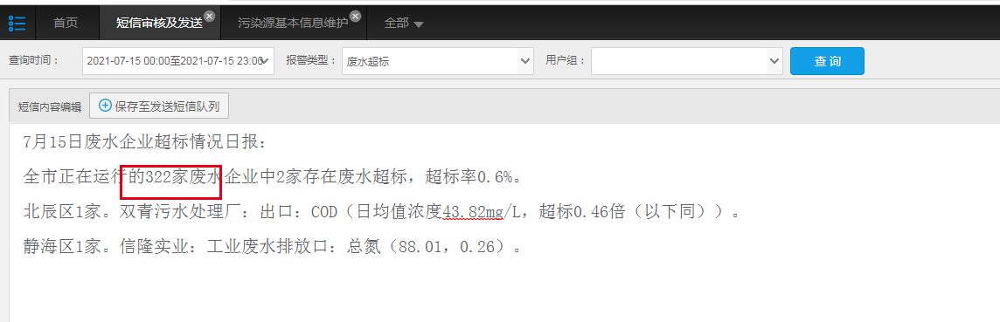 首页
短信审核及发送
污染源基本信息维护
全部
查询时间：
2021-07-15 00:00至2021-07-15 23:00
报警类型：
废水超标
用户组：
查 询
短信内容编辑
保存至发送短信队列
7月15日废水企业超标情况日报：
全市正在运行的322家废水企业中2家存在废水超标，超标率0.6%。
北辰区1家。双青污水处理厂：出口：COD（日均值浓度43.82mg/L，超标0.46倍（以下同））。
静海区1家。信隆实业：工业废水排放口：总氮（88.01，0.26）。